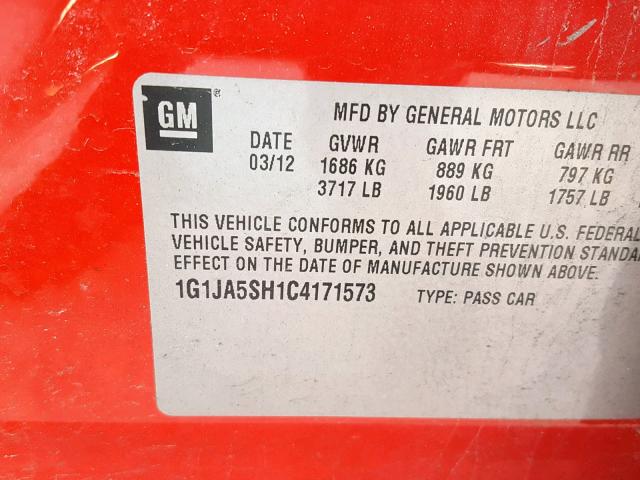 GM ®
MFD BY GENERAL MOTORS LLC
DATE GVWR GAWR FRT GAWR RR
03/12 1686 KG 889 KG 797 KG
3717 LB 1960 LB 1757 LB
THIS VEHICLE CONFORMS TO ALL APPLICABLE U.S. FEDERAL
VEHICLE SAFETY, BUMPER, AND THEFT PREVENTION STANDA
EFFECT ON THE DATE OF MANUFACTURE SHOWN ABOVE.
1G1JA5SH1C4171573 TYPE: PASS CAR